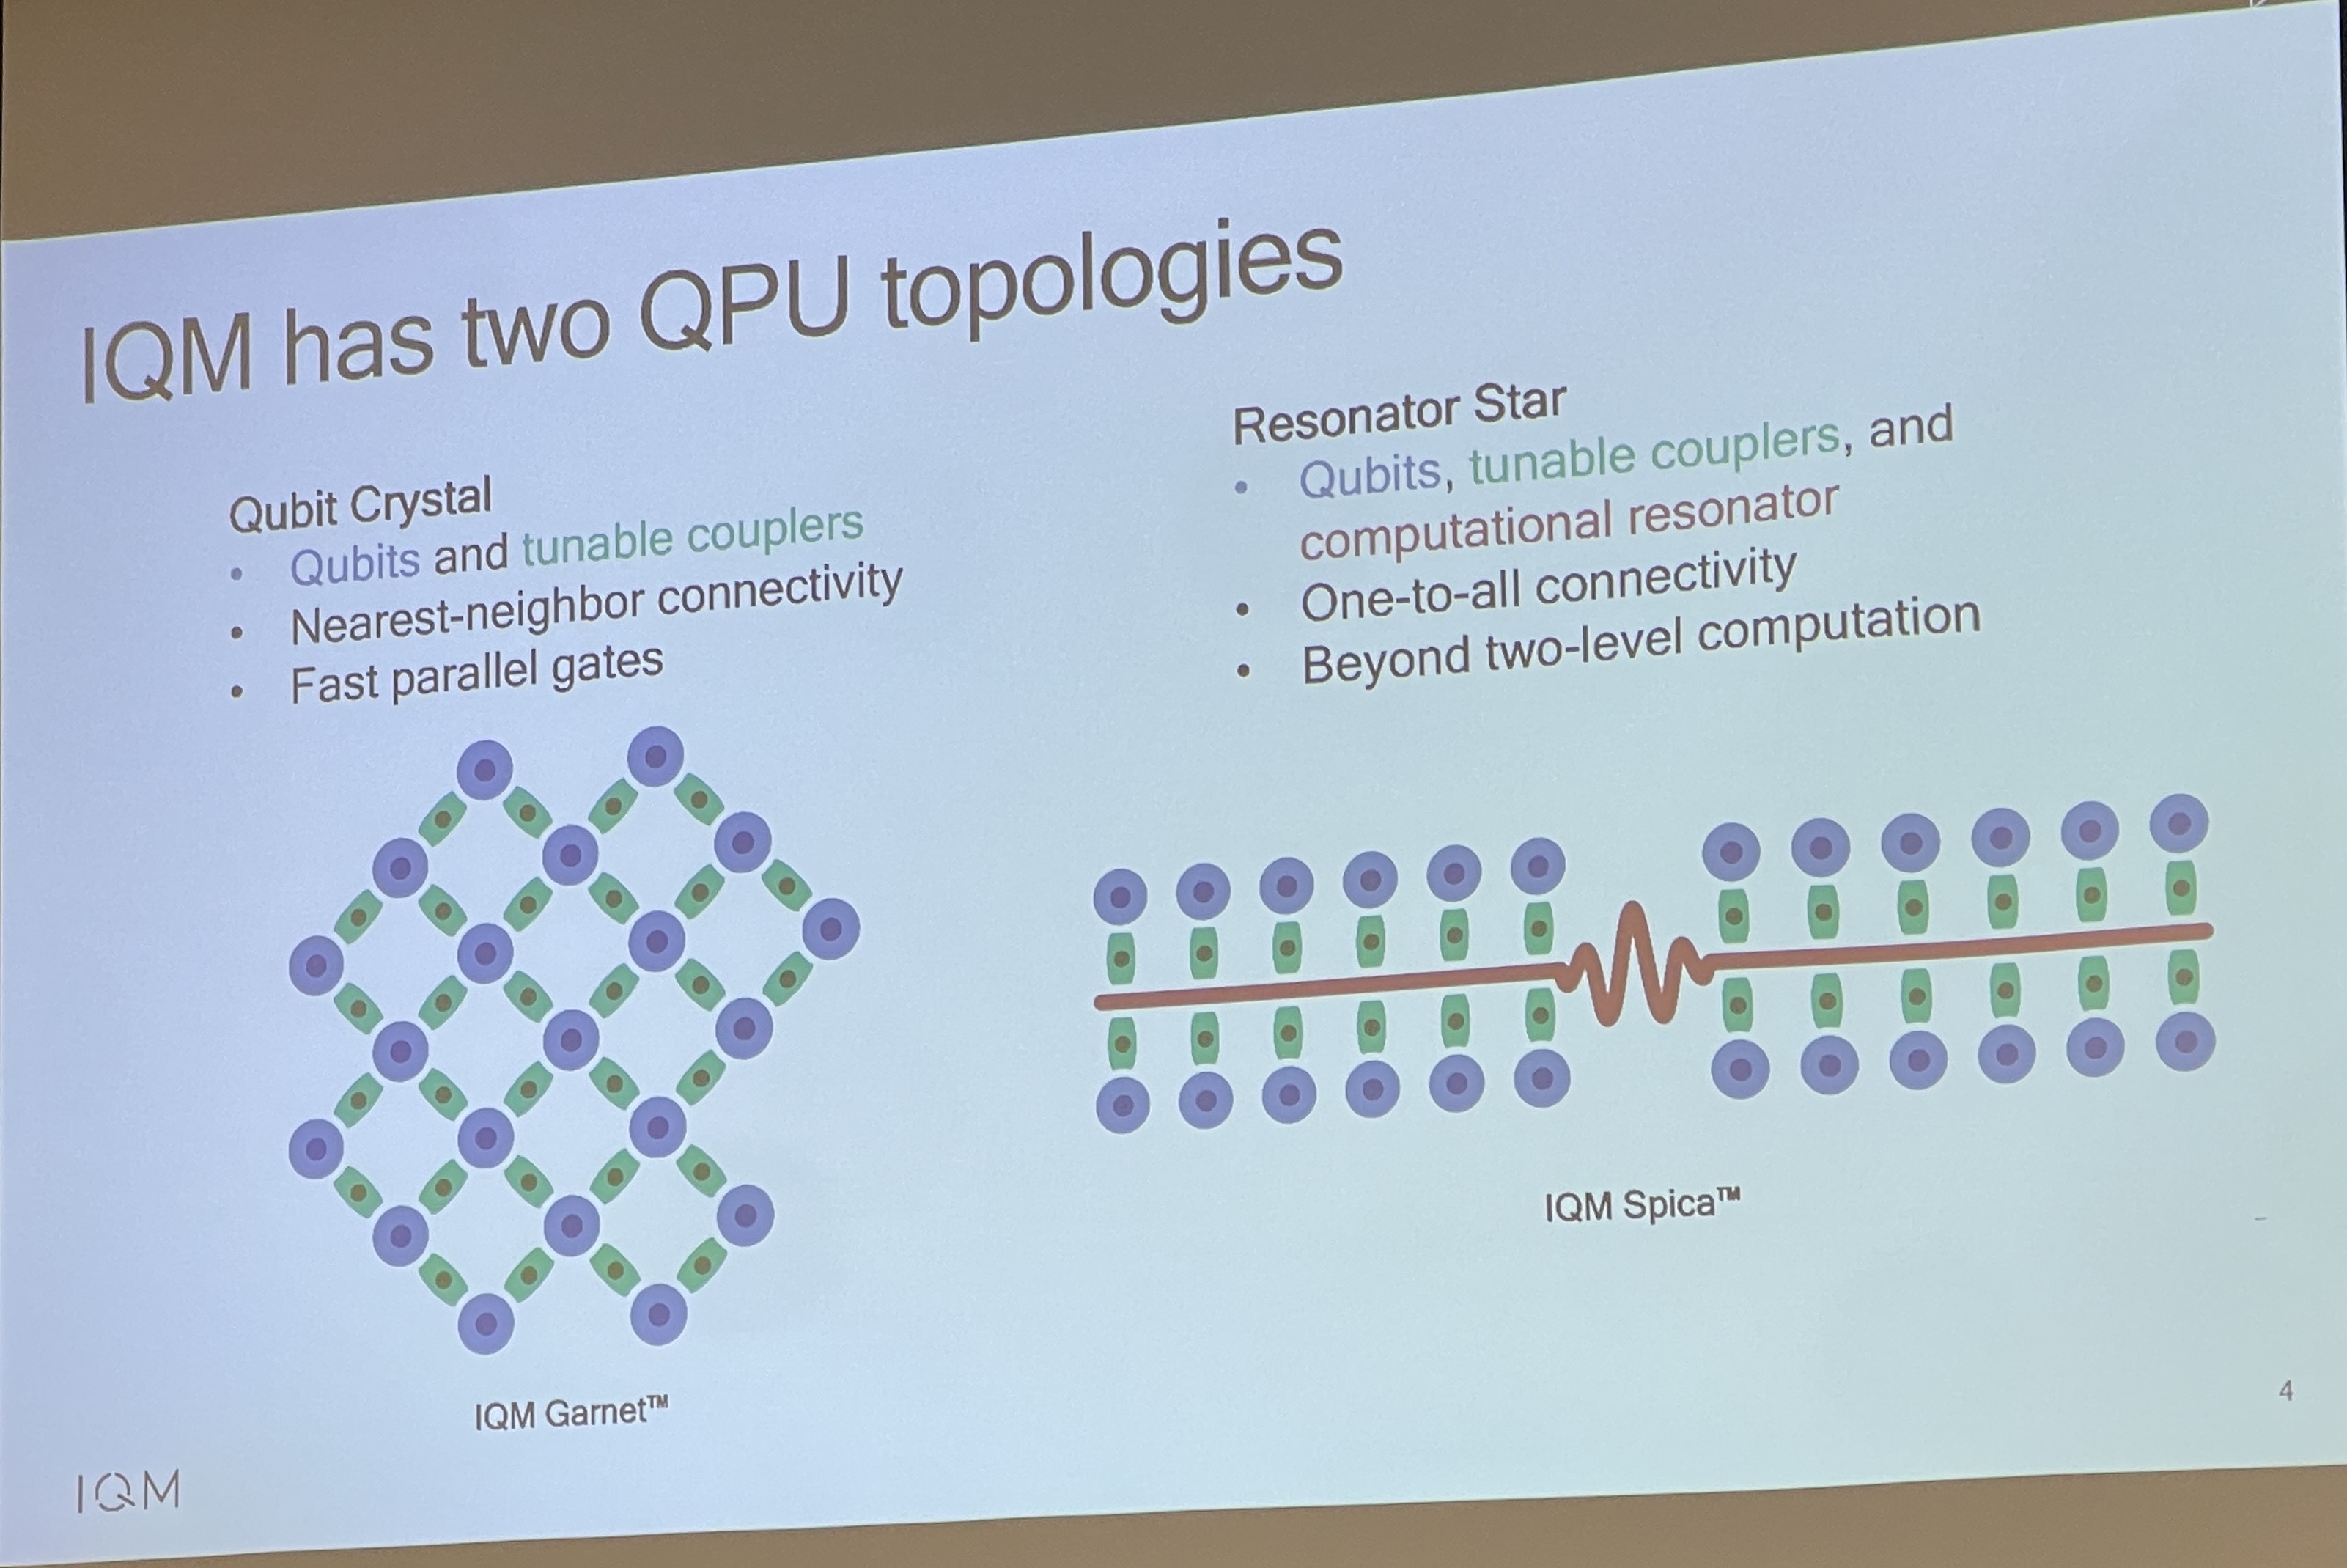 IQM has two QPU topologies
Qubit Crystal
• Qubits and tunable couplers
• Nearest-neighbor connectivity
• Fast parallel gates
Resonator Star
• Qubits, tunable couplers, and
computational resonator
• One-to-all connectivity
• Beyond two-level computation
IQM Garnet™
IQM Spica™
4
IQM